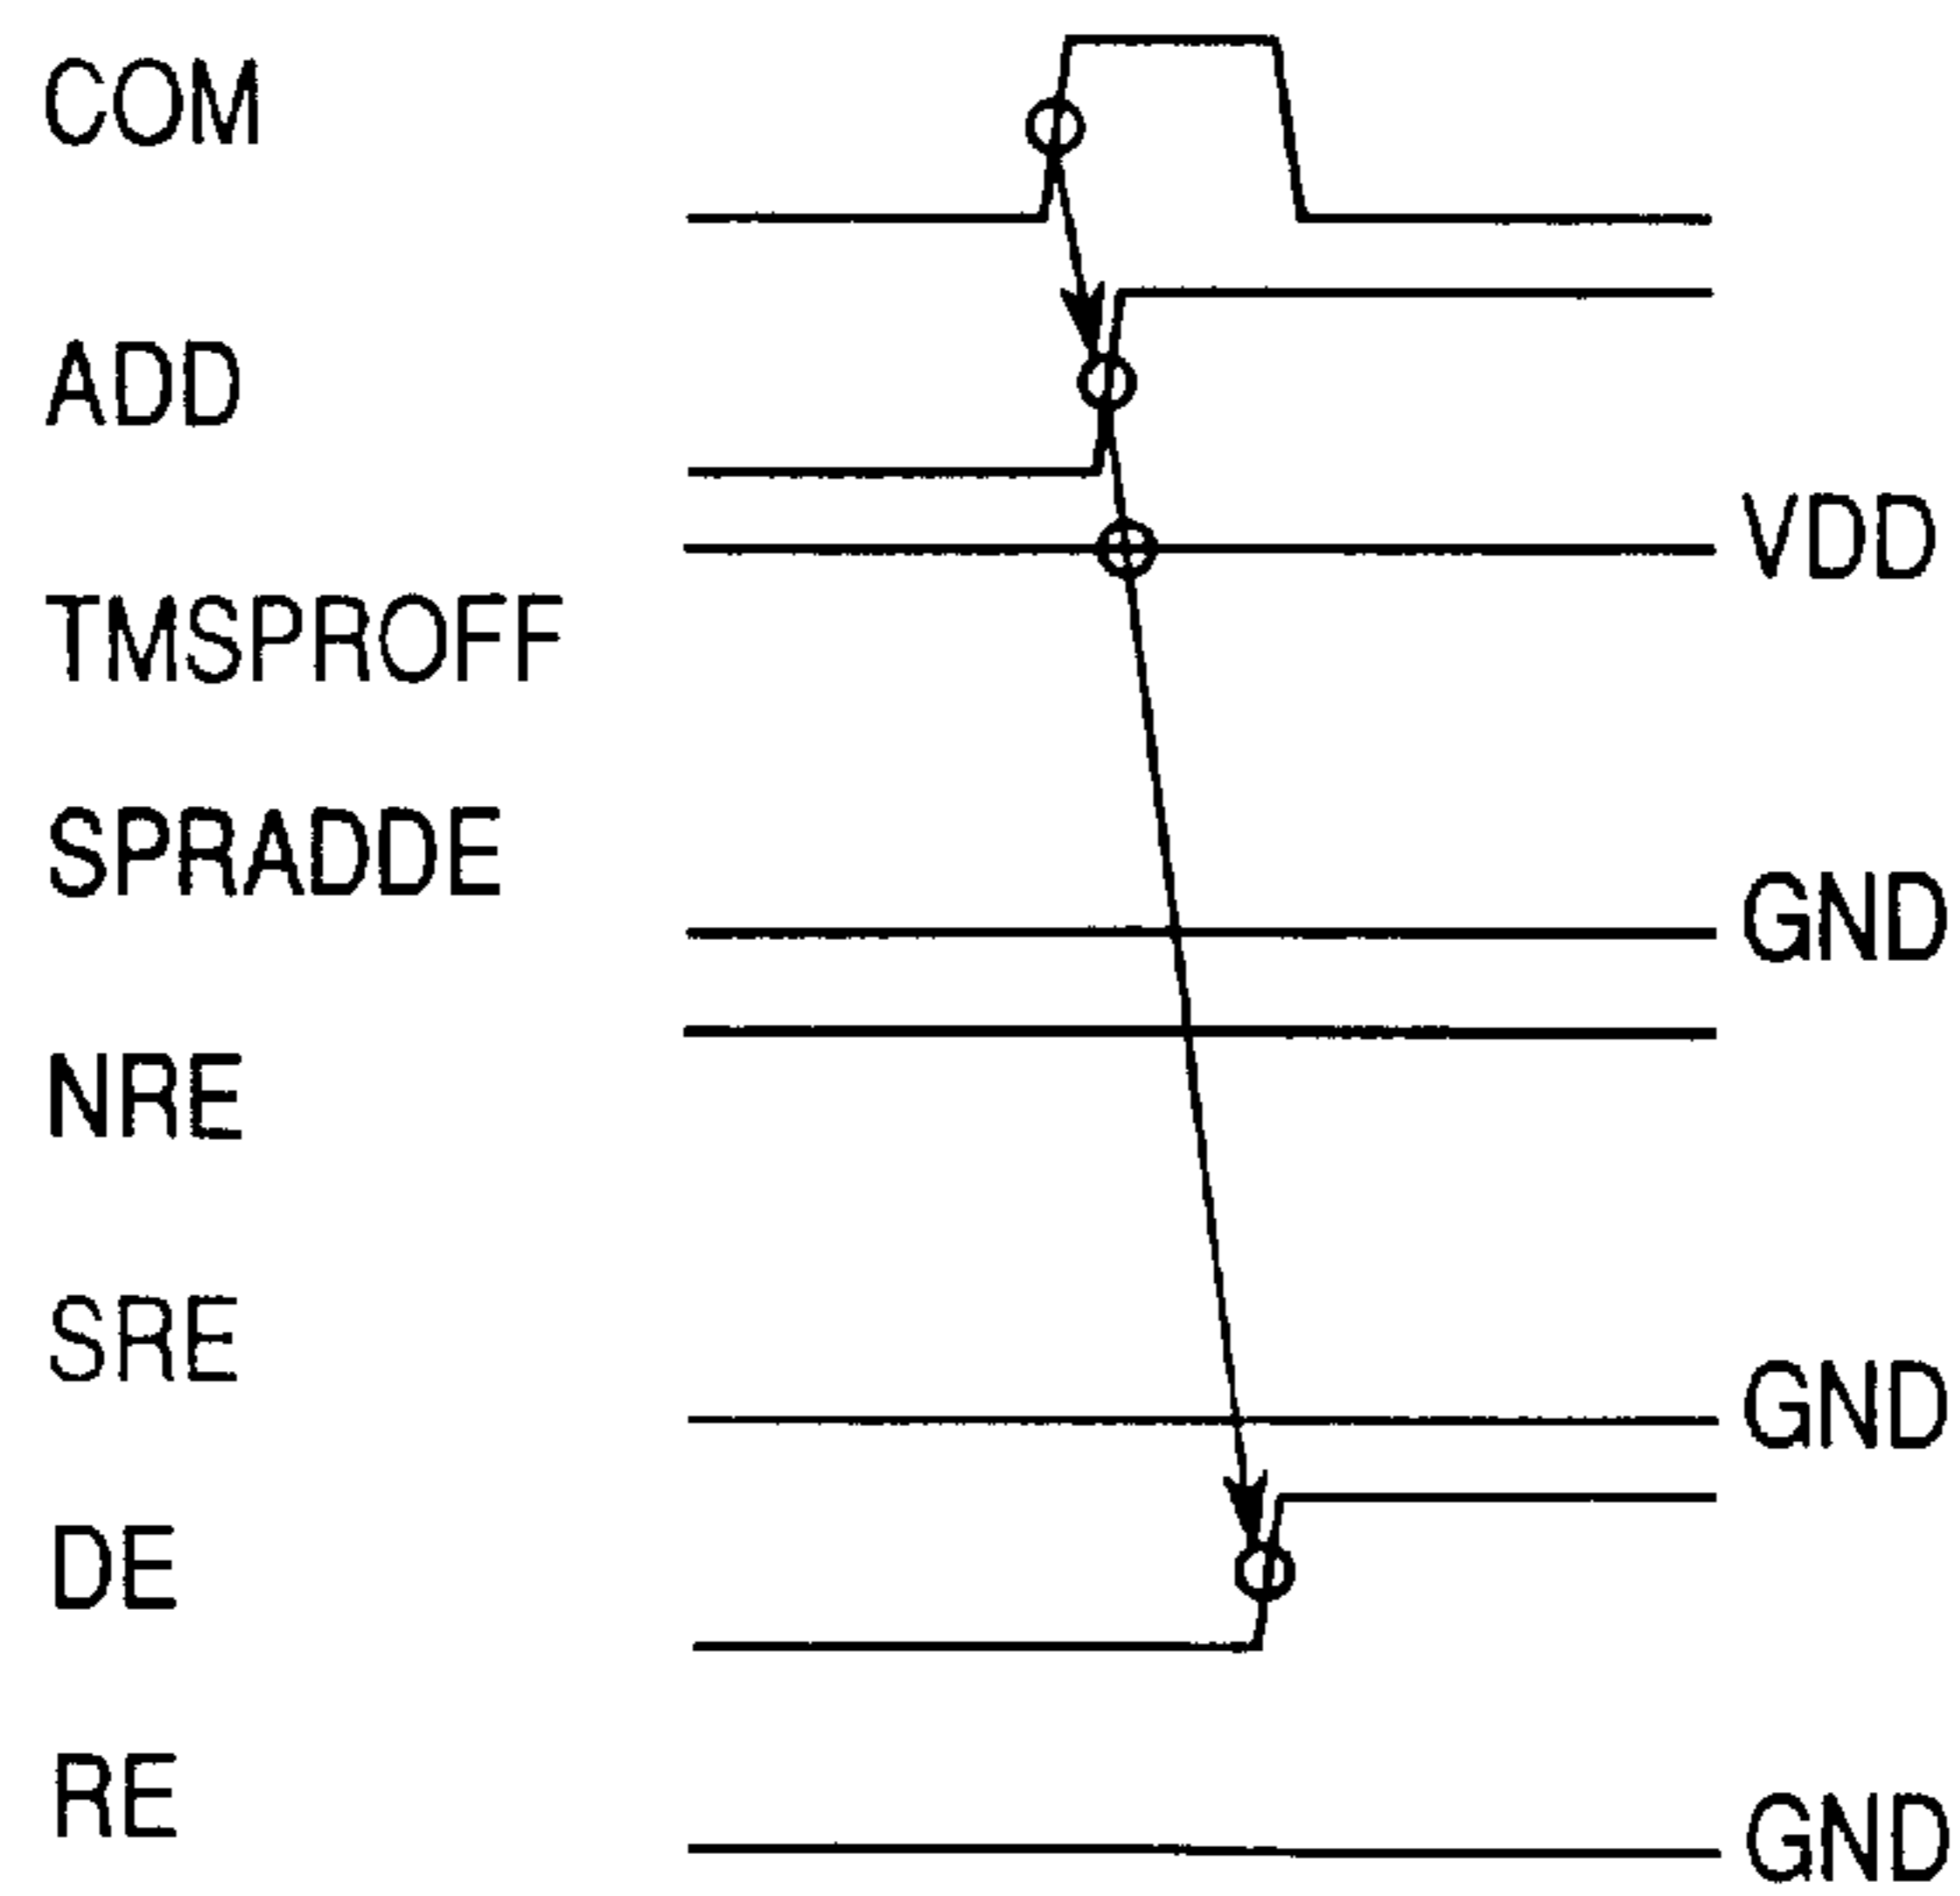 COM
ADD
VDD
TMSPROFF
SPRADDE
GND
NRE
SRE
GND
DE
RE
GND